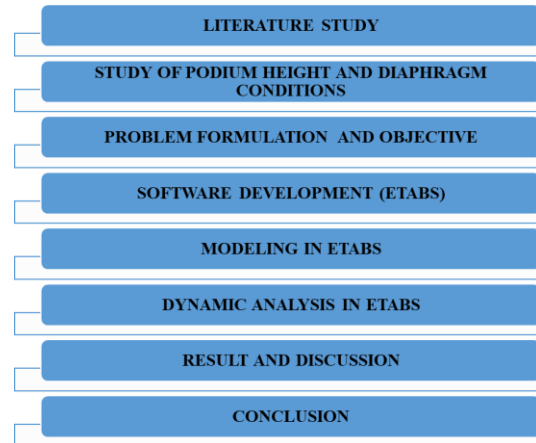 LITERATURE STUDY
STUDY OF PODIUM HEIGHT AND DIAPHRAGM
CONDITIONS
PROBLEM FORMULATION AND OBJECTIVE
SOFTWARE DEVELOPMENT (ETABS)
MODELING IN ETABS
DYNAMIC ANALYSIS IN ETABS
RESULT AND DISCUSSION
CONCLUSION